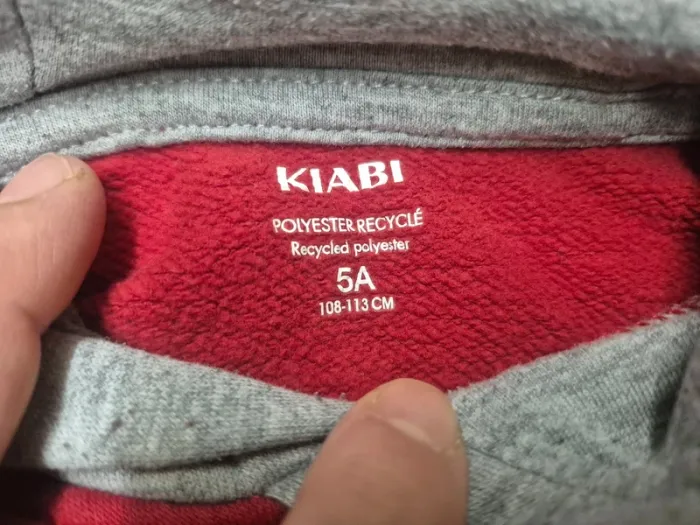 KIABI
POLYESTER RECYCLÉ
Recycled polyester
5A
108-113 CM